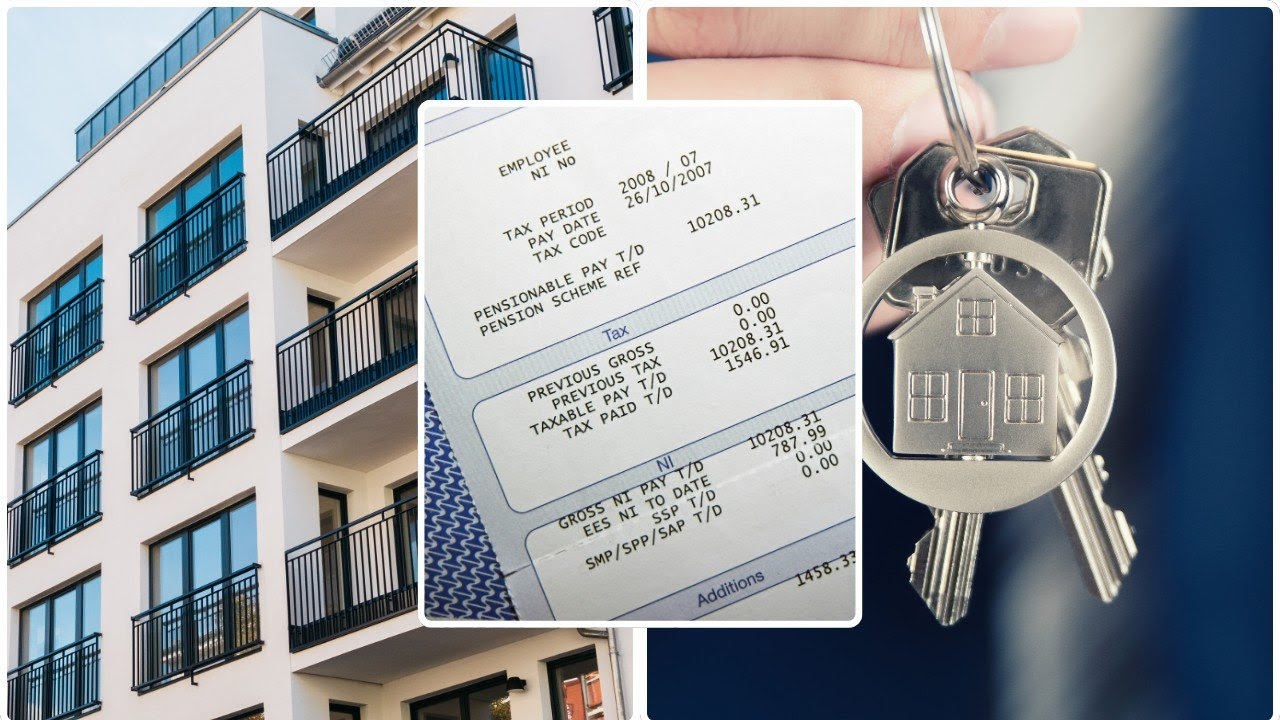 EMPLOYEE
NI No
TAX PERIOD 2008 / 07
PAY DATE 26/10/2007
TAX CODE
PENSIONABLE PAY T/D 10208.31
PENSION SCHEME REF
Tax
PREVIOUS GROSS 0.00
PREVIOUS TAX 0.00
TAXABLE PAY T/D 10208.31
TAX PAID T/D 1546.91
NI
GROSS NI PAY T/D 10208.31
EES NI TO DATE 787.99
SSP T/D 0.00
SMP/SPP/SAP T/D 0.00
Additions
1458.33